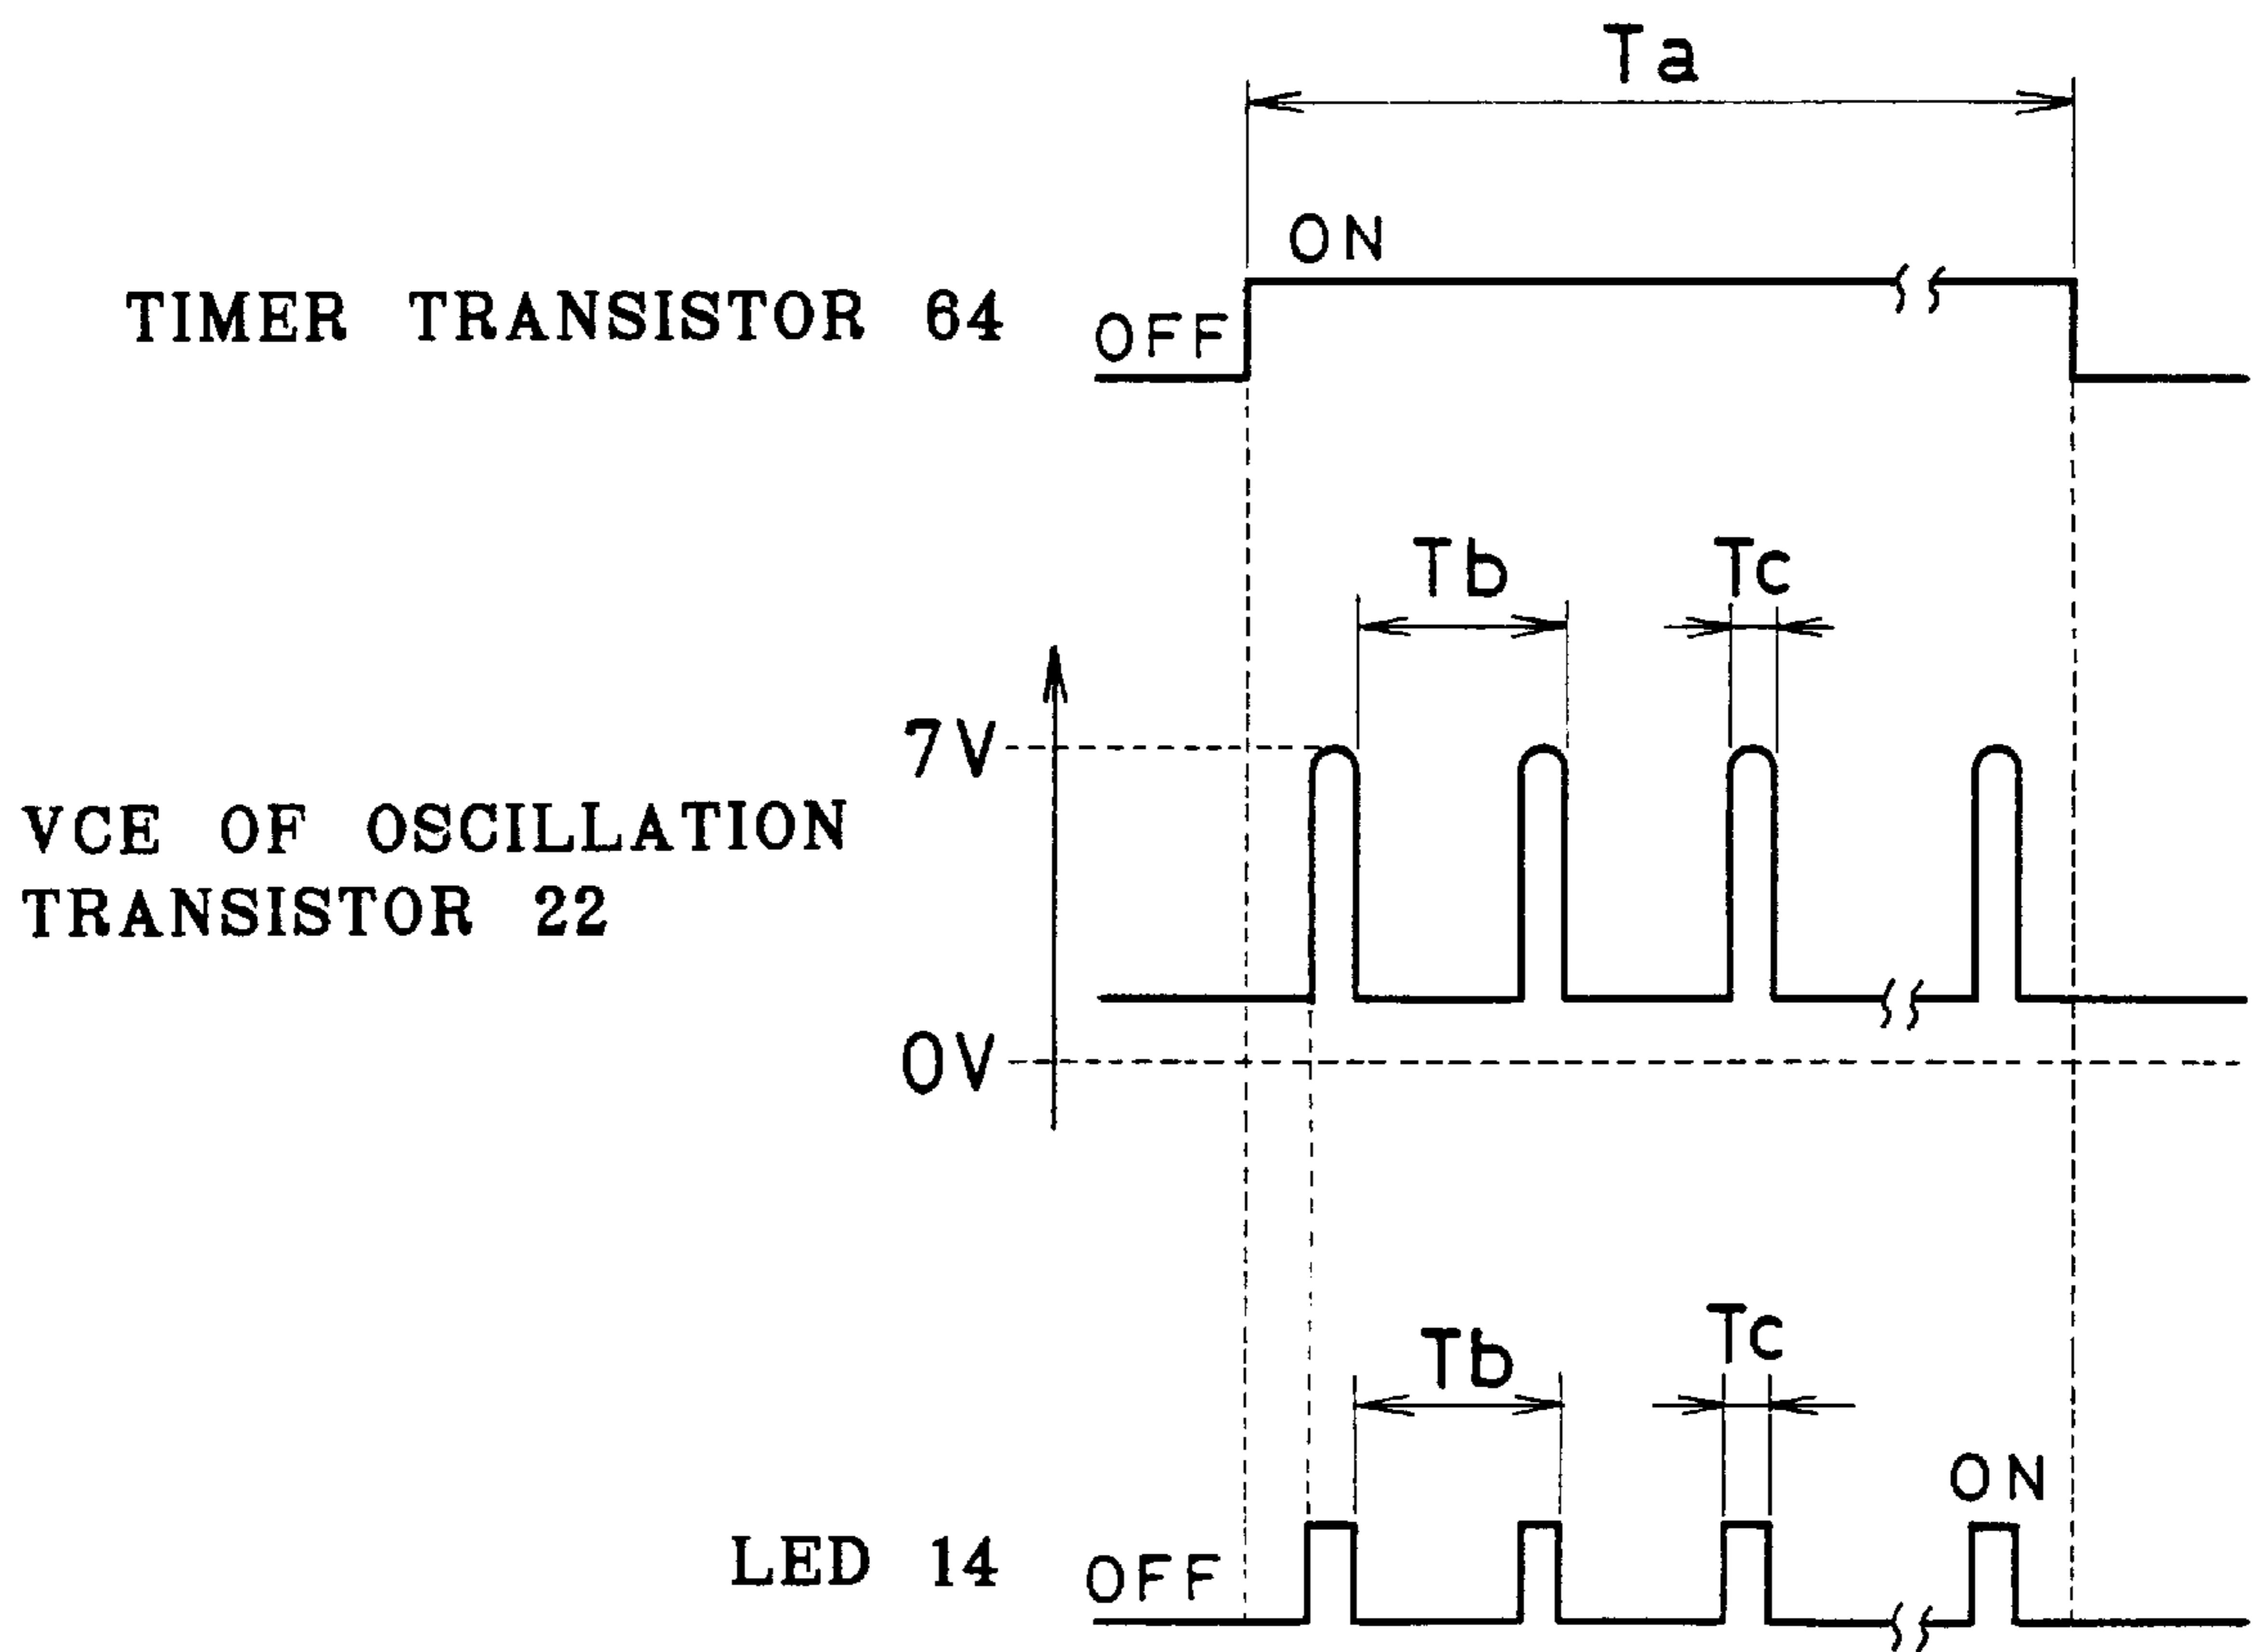 Ta
ON
TIMER TRANSISTOR 64
OFF
Tb
Tc
7V
VCE OF OSCILLATION
TRANSISTOR 22
0V
Tb
Tc
ON
LED 14
OFF